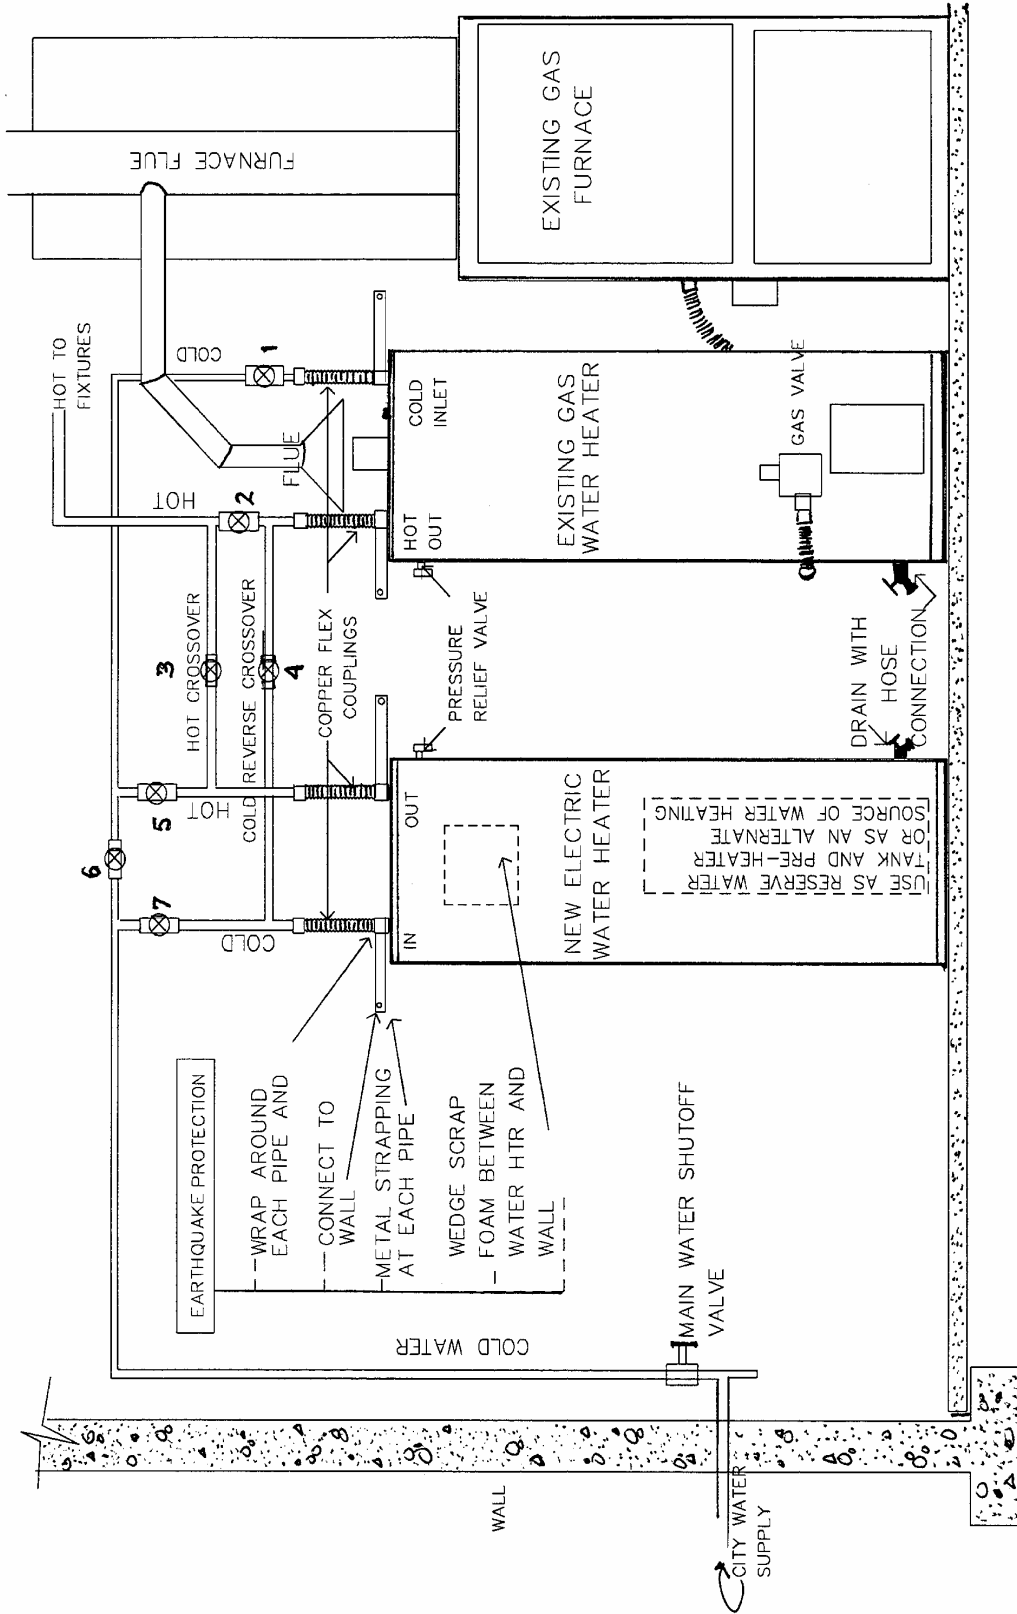 FURNACE FLUE
EXISTING GAS
FURNACE
HOT TO
FIXTURES
COLD
1
HOT
2
FLUE
COLD
INLET
HOT
OUT
EXISTING GAS
WATER HEATER
GAS VALVE
3
HOT CROSSOVER
COLD REVERSE CROSSOVER
4
COPPER FLEX
COUPLINGS
PRESSURE
RELIEF VALVE
DRAIN WITH
HOSE
CONNECTION
5
HOT
6
7
COLD
OUT
IN
NEW ELECTRIC
WATER HEATER
USE AS RESERVE WATER
TANK AND PRE-HEATER
OR AS AN ALTERNATE
SOURCE OF WATER HEATING
EARTHQUAKE PROTECTION
WRAP AROUND
EACH PIPE AND
CONNECT TO
WALL
METAL STRAPPING
AT EACH PIPE
WEDGE SCRAP
FOAM BETWEEN
WATER HTR AND
WALL
COLD WATER
MAIN WATER SHUTOFF
VALVE
WALL
CITY WATER
SUPPLY